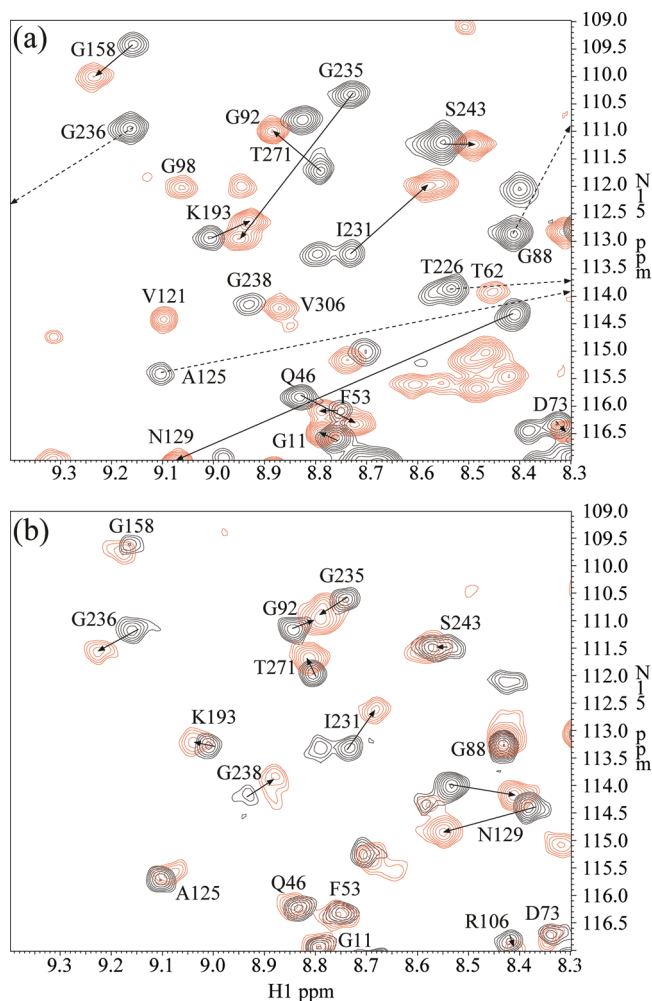 (a)
G158
G235
G236
G92
T271
S243
G98
K193
I231
G88
T226
T62
G238
V306
V121
A125
Q46
F53
G11
N129
D73
9.3 9.2 9.1 9.0 8.9 8.8 8.7 8.6 8.5 8.4 8.3
109.0
109.5
110.0
110.5
111.0
111.5
112.0
112.5
113.0
113.5
114.0
114.5
115.0
115.5
116.0
116.5
N15 ppm
(b)
G158
G235
G236
G92
S243
T271
K193
I231
G88
G238
N129
A125
Q46
F53
G11
R106
D73
9.3 9.2 9.1 9.0 8.9 8.8 8.7 8.6 8.5 8.4 8.3
H1 ppm
109.0
109.5
110.0
110.5
111.0
111.5
112.0
112.5
113.0
113.5
114.0
114.5
115.0
115.5
116.0
116.5
N15 ppm